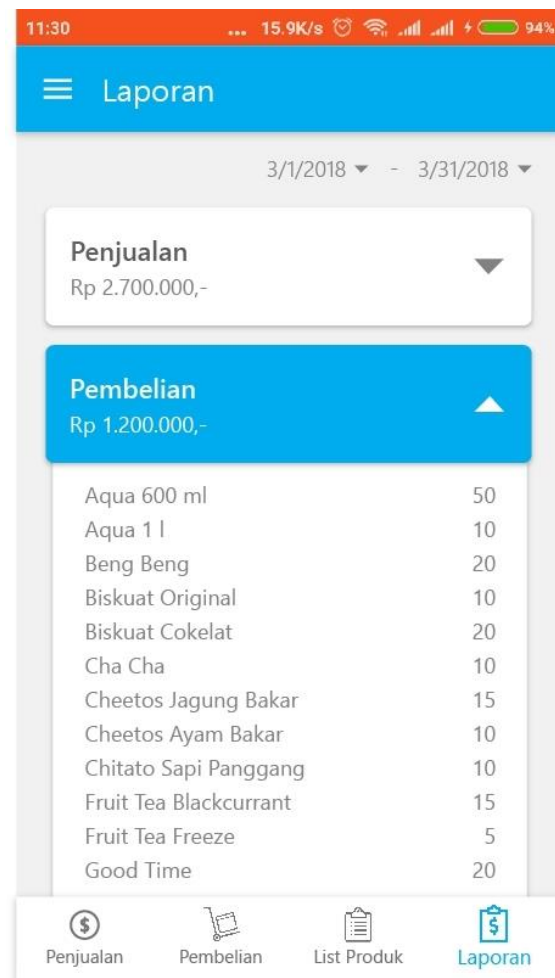 11:30 ... 15.9K/s 94%
Laporan
3/1/2018 - 3/31/2018
Penjualan
Rp 2.700.000,-
Pembelian
Rp 1.200.000,-
Aqua 600 ml 50
Aqua 1 l 10
Beng Beng 20
Biskuat Original 10
Biskuat Cokelat 20
Cha Cha 10
Cheetos Jagung Bakar 15
Cheetos Ayam Bakar 10
Chitato Sapi Panggang 10
Fruit Tea Blackcurrant 15
Fruit Tea Freeze 5
Good Time 20
Penjualan Pembelian List Produk Laporan